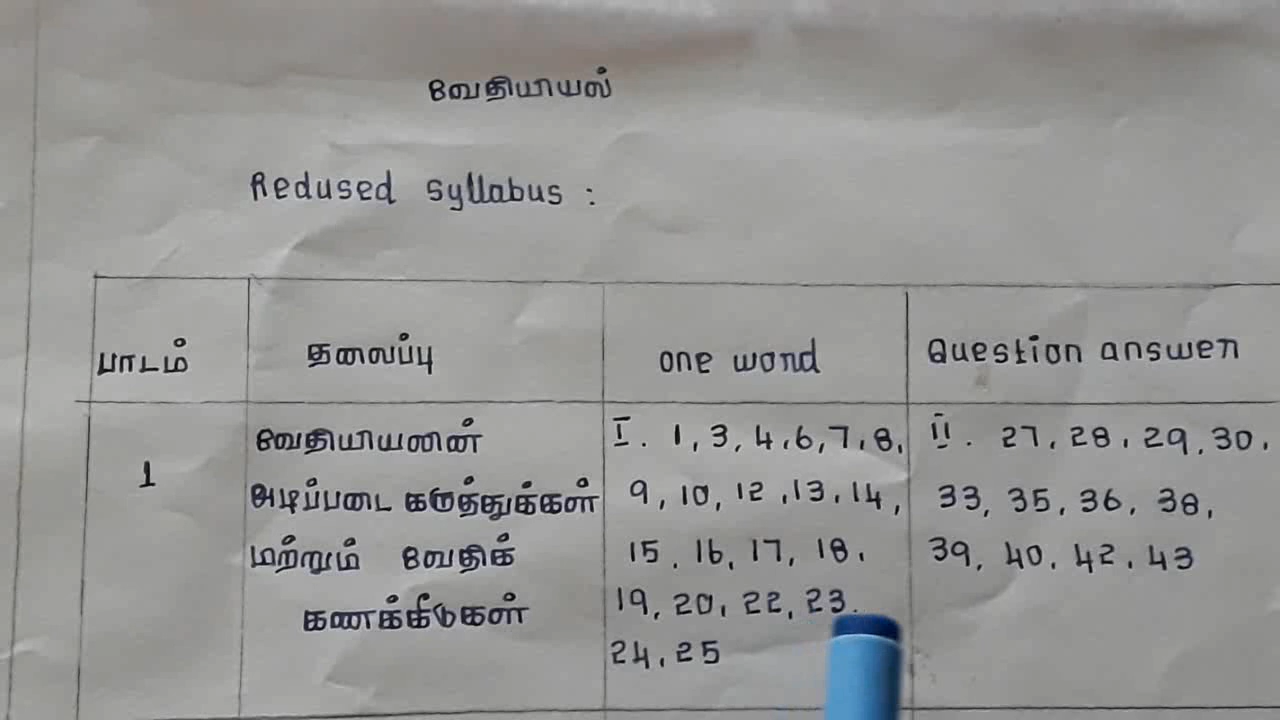 வேதியியல்
Redused syllabus :
பாடம் தலைப்பு one word Question answer
1
வேதியியலின்
அடிப்படை கருத்துக்கள்
மற்றும் வேதிக்
கணக்கீடுகள்
I. 1, 3, 4, 6, 7, 8,
9, 10, 12, 13, 14,
15, 16, 17, 18,
19, 20, 22, 23.
24, 25
II. 27, 28, 29, 30,
33, 35, 36, 38,
39, 40, 42, 43